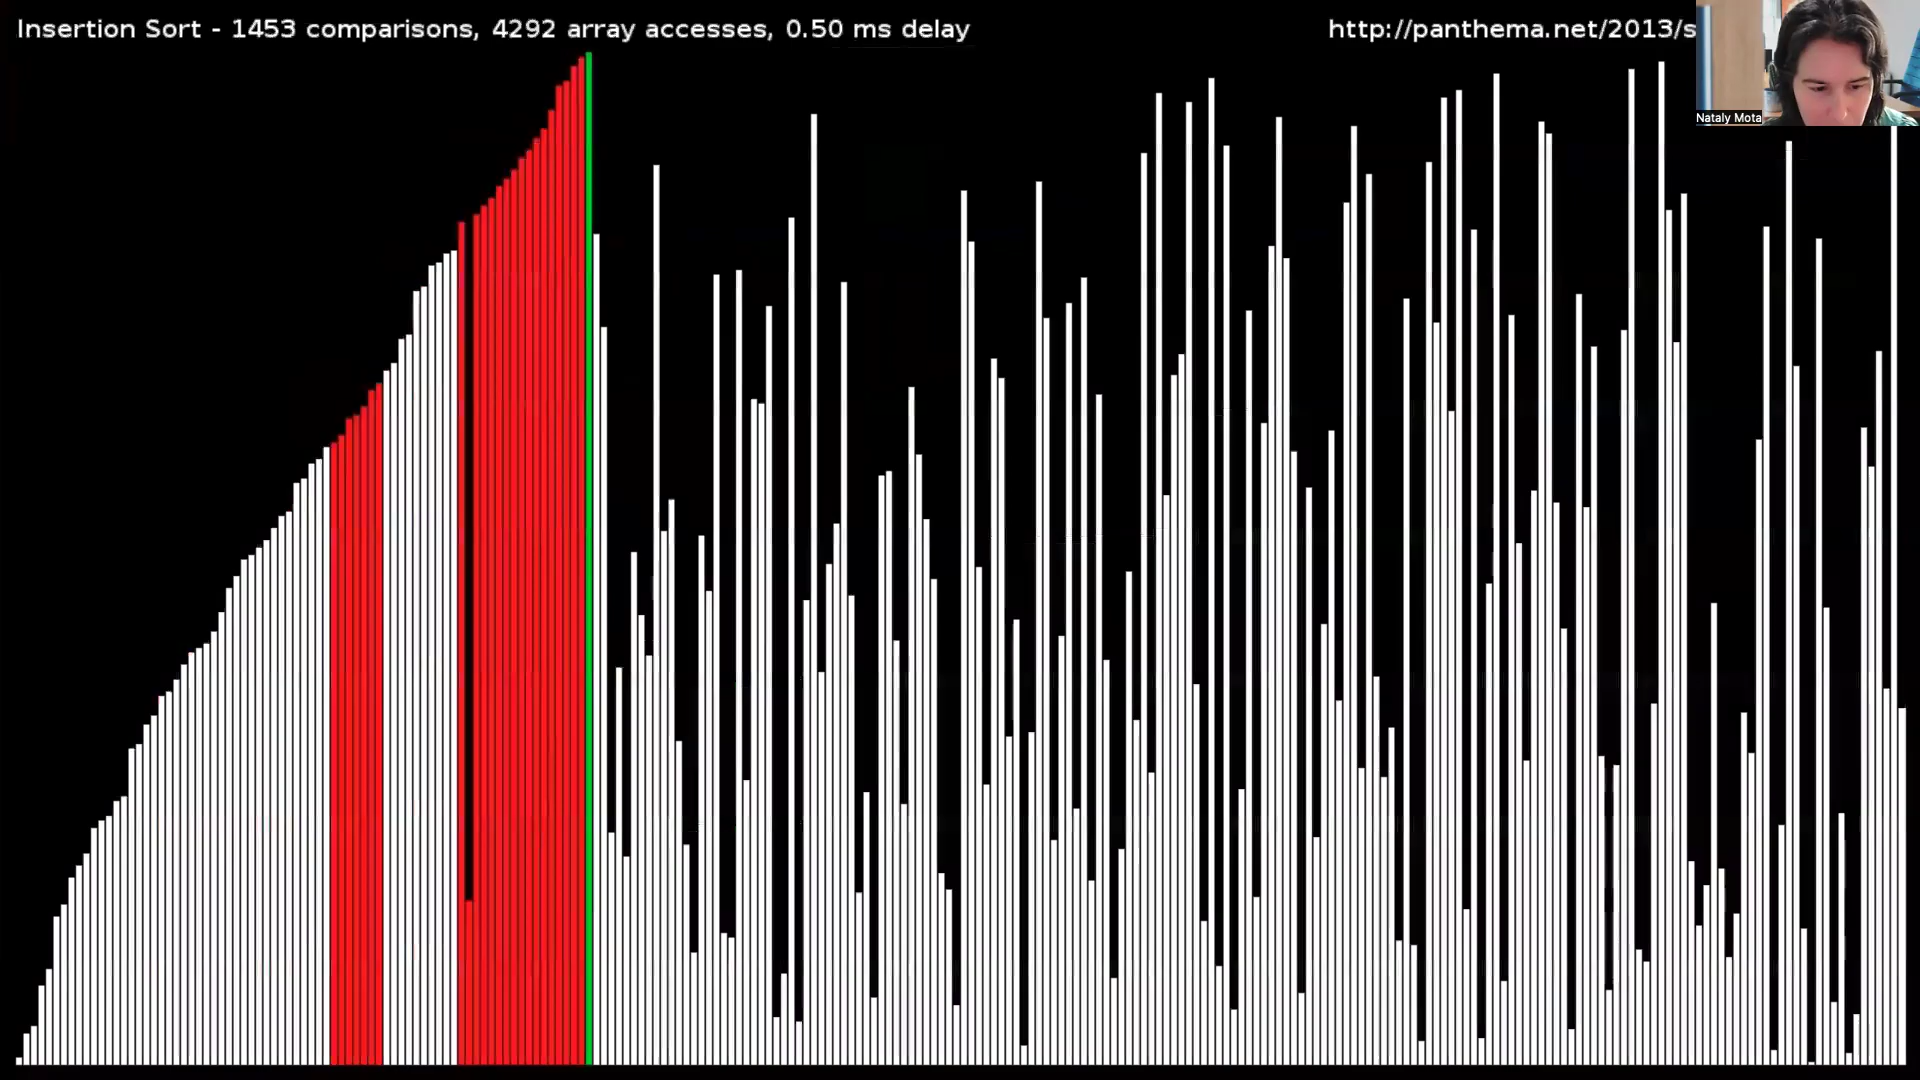 Insertion Sort - 1453 comparisons, 4292 array accesses, 0.50 ms delay
http://panthema.net/2013/s
Nataly Mota